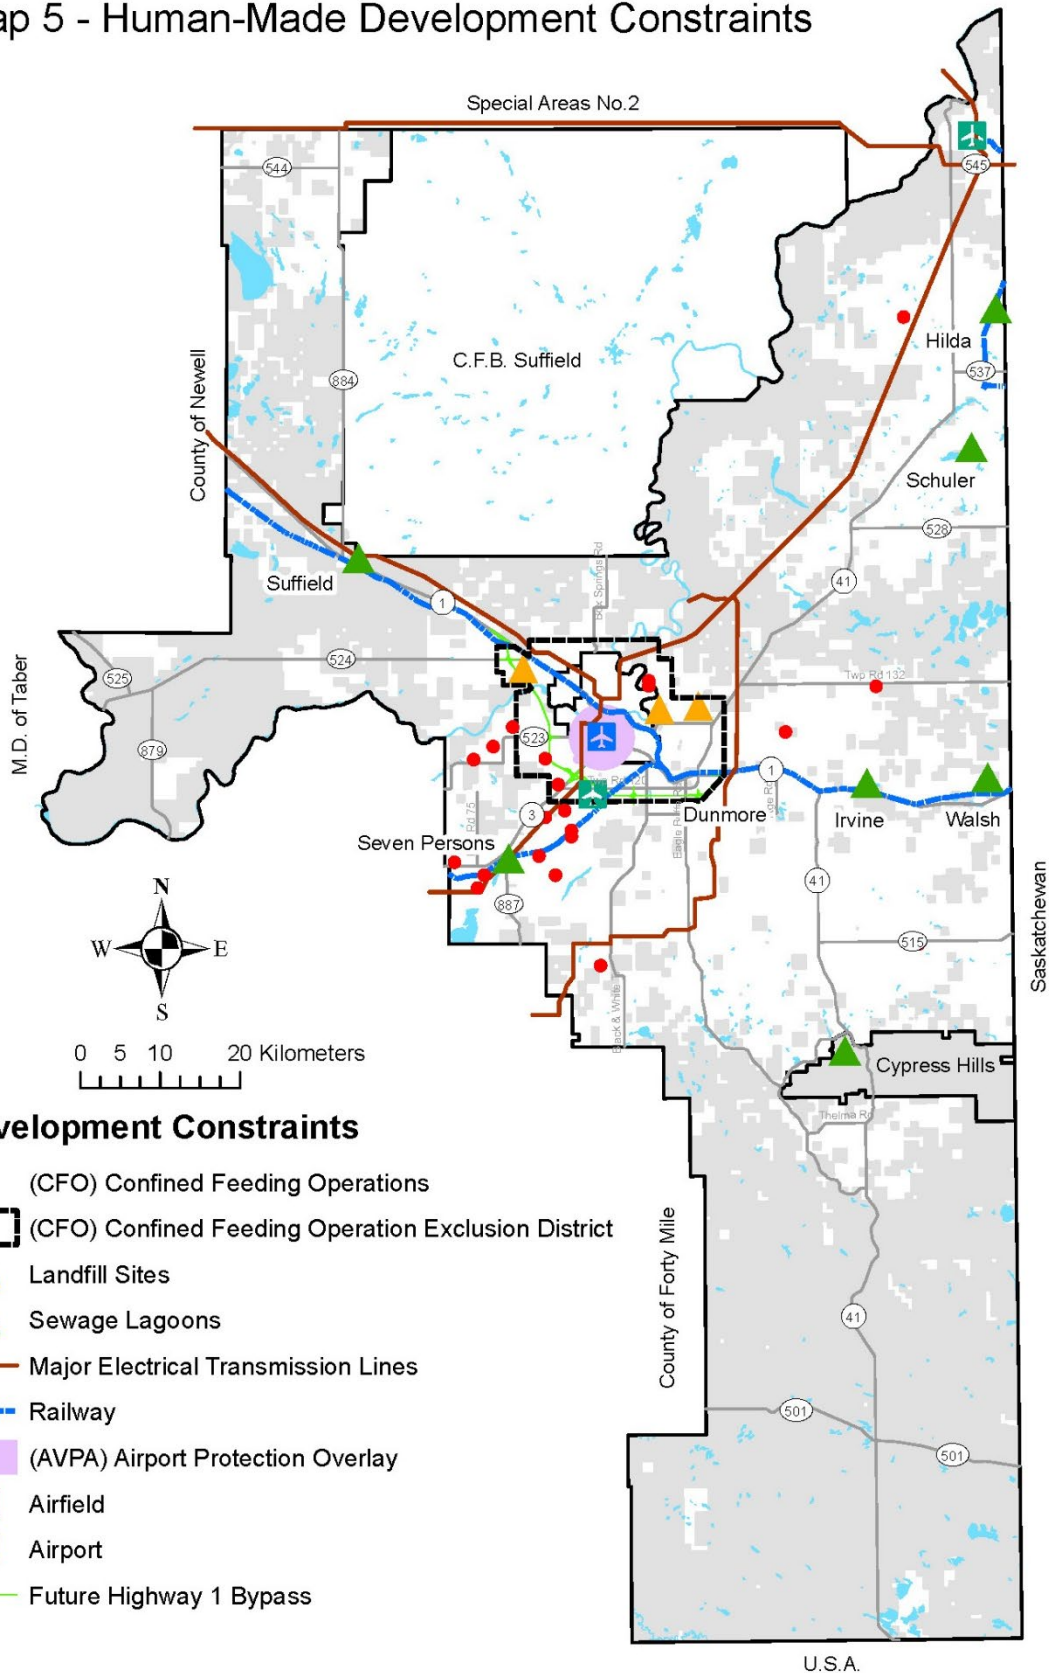 ap 5 - Human-Made Development Constraints
Special Areas No.2
544
545
C.F.B. Suffield
County of Newell
884
Hilda
537
Schuler
528
41
Suffield
1
524
525
M.D. of Taber
879
Twp Rd 132
523
1
3
Dunmore
Irvine
Walsh
Seven Persons
Rd 75
887
41
515
Saskatchewan
N
W
E
S
Black & White
0 5 10 20 Kilometers
Cypress Hills
Thelma Rd
velopment Constraints
(CFO) Confined Feeding Operations
(CFO) Confined Feeding Operation Exclusion District
Landfill Sites
Sewage Lagoons
Major Electrical Transmission Lines
Railway
(AVPA) Airport Protection Overlay
Airfield
Airport
Future Highway 1 Bypass
County of Forty Mile
41
501
501
U.S.A.